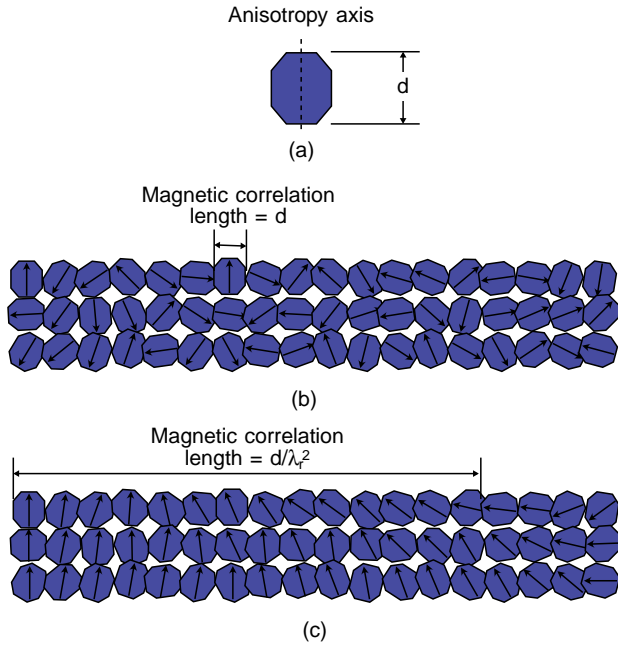 Anisotropy axis
d
(a)
Magnetic correlation
length = d
(b)
Magnetic correlation
length = d/λᵣ²
(c)